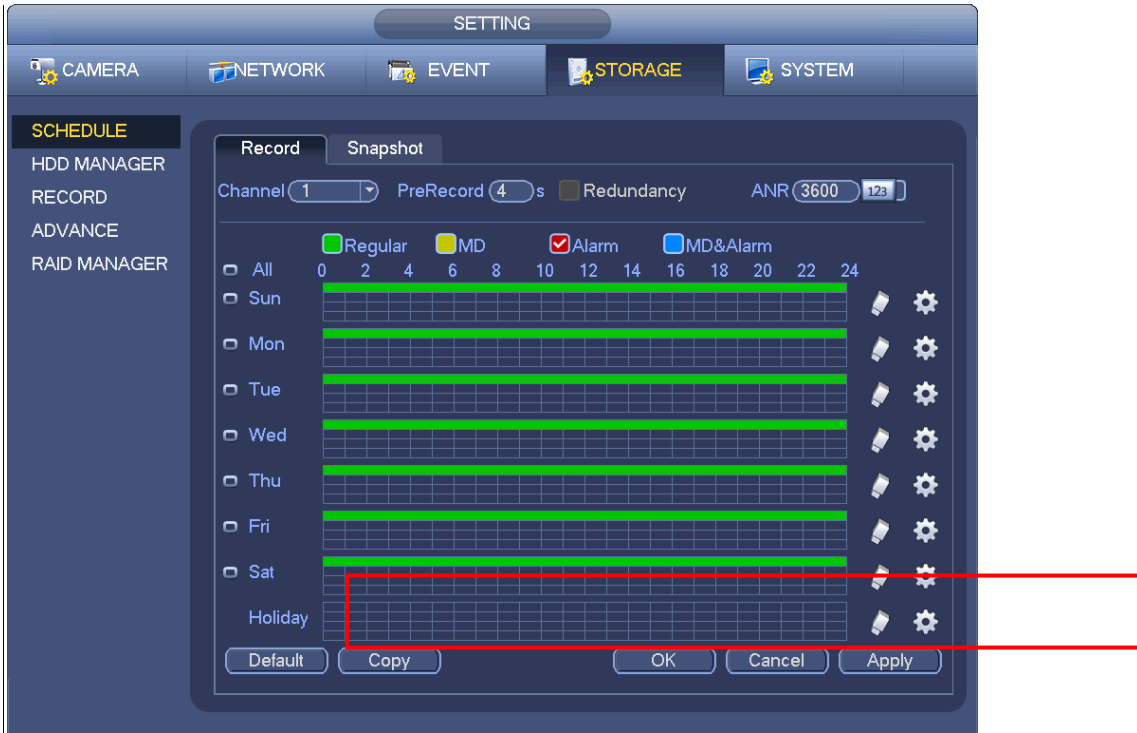 SETTING
CAMERA NETWORK EVENT STORAGE SYSTEM
SCHEDULE
HDD MANAGER
RECORD
ADVANCE
RAID MANAGER
Record Snapshot
Channel 1 PreRecord 4 s Redundancy ANR 3600 123
Regular MD Alarm MD&Alarm
All 0 2 4 6 8 10 12 14 16 18 20 22 24
Sun
Mon
Tue
Wed
Thu
Fri
Sat
Holiday
Default Copy OK Cancel Apply